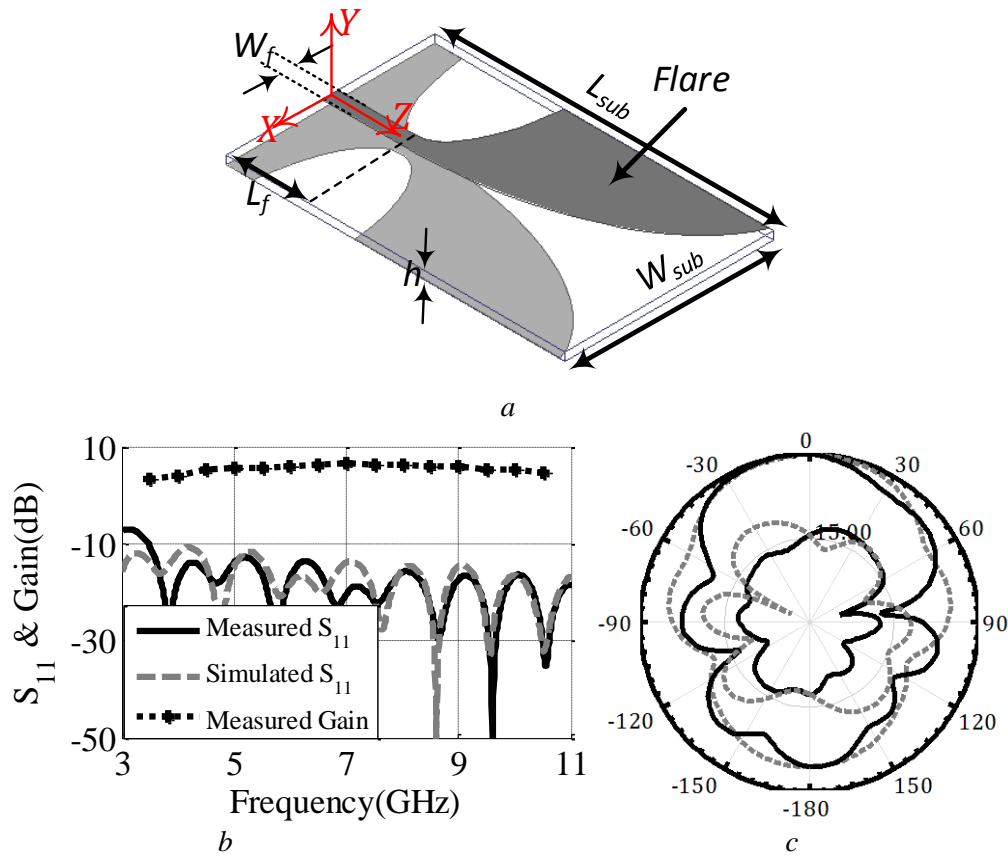 W_f
Y
X
Z
L_sub
Flare
L_f
h
W_sub
a
10
-10
-30
-50
S_11 & Gain(dB)
Measured S_11
Simulated S_11
Measured Gain
3 5 7 9 11
Frequency(GHz)
b
0
-30 30
-60 60
-15.00
-90 90
-120 120
-150 150
-180
c